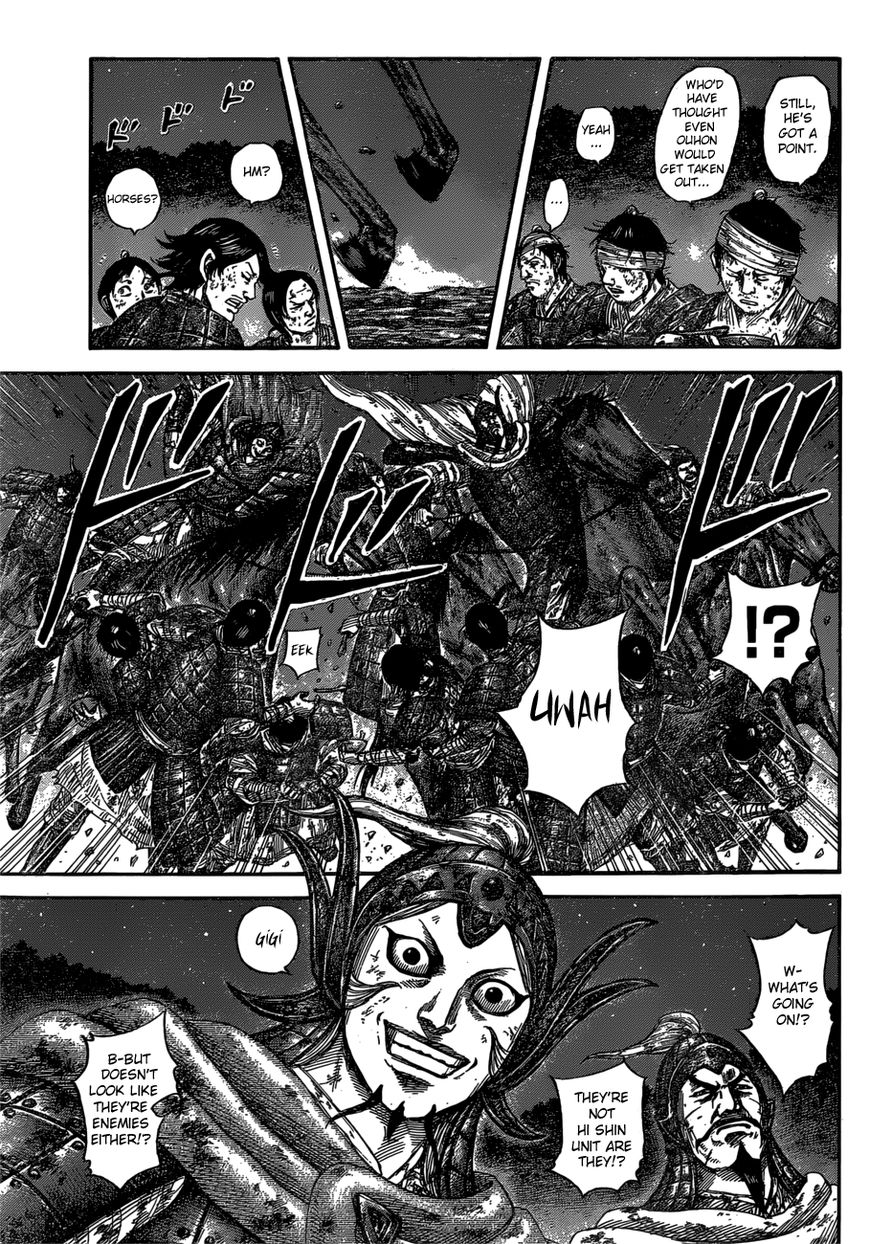 STILL,
HE'S
GOT A
POINT.
WHO'D
HAVE
THOUGHT
EVEN
OUHON
WOULD
GET TAKEN
OUT...
YEAH
...
...
HM?
HORSES?
ド
ド
ド
ドドド
!?
UWAH
EEK
W-
WHAT'S
GOING
ON!?
THEY'RE
NOT
HI SHIN
UNIT ARE
THEY!?
GIGI
B-BUT
DOESN'T
LOOK LIKE
THEY'RE
ENEMIES
EITHER!?